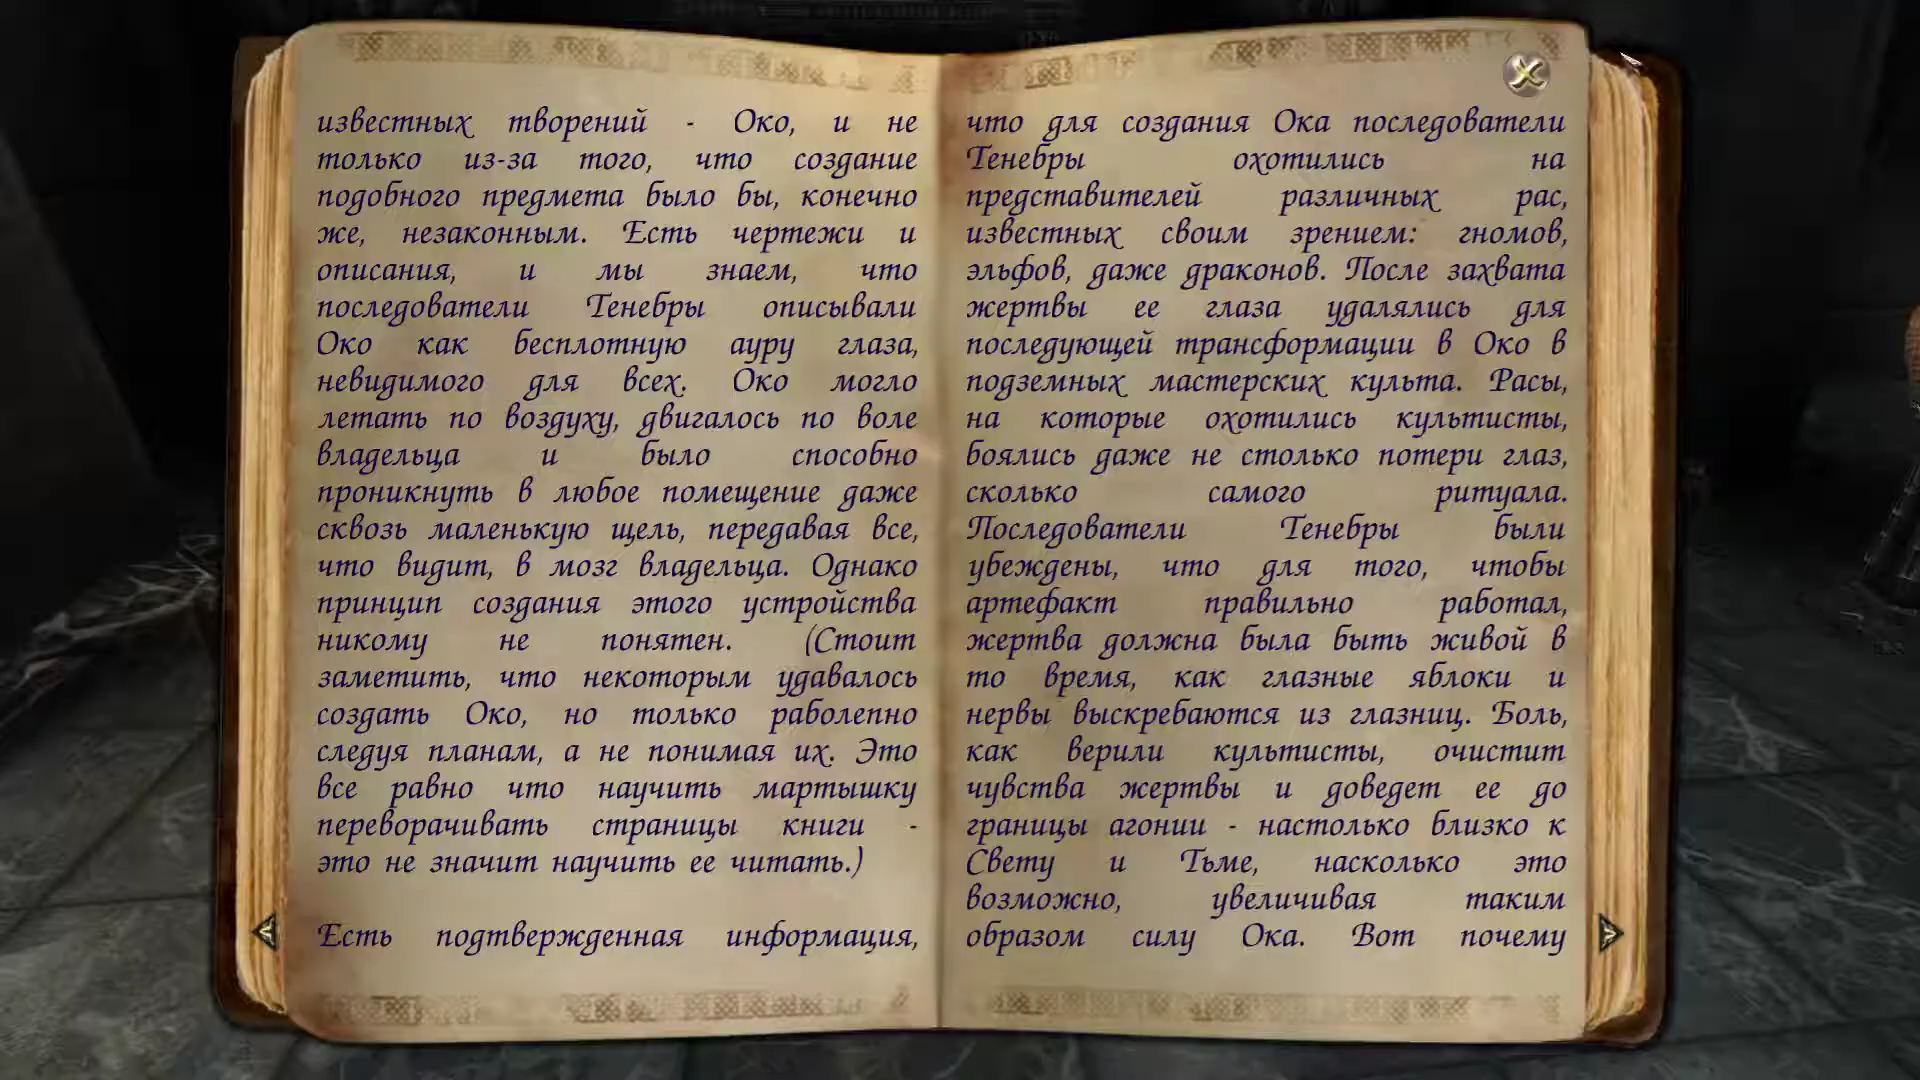 известных творений - Око, и не
только из-за того, что создание
подобного предмета было бы, конечно
же, незаконным. Есть чертежи и
описания, и мы знаем, что
последователи Тенебры описывали
Око как бесплотную ауру глаза,
невидимого для всех. Око могло
летать по воздуху, двигалось по воле
владельца и было способно
проникнуть в любое помещение даже
сквозь маленькую щель, передавая все,
что видит, в мозг владельца. Однако
принцип создания этого устройства
никому не понятен. (Стоит
заметить, что некоторым удавалось
создать Око, но только раболепно
следуя планам, а не понимая их. Это
все равно что научить мартышку
переворачивать страницы книги -
это не значит научить ее читать.)
Есть подтвержденная информация,
что для создания Ока последователи
Тенебры охотились на
представителей различных рас,
известных своим зрением: гномов,
эльфов, даже драконов. После захвата
жертвы ее глаза удалялись для
последующей трансформации в Око в
подземных мастерских культа. Расы,
на которые охотились культисты,
боялись даже не столько потери глаз,
сколько самого ритуала.
Последователи Тенебры были
убеждены, что для того, чтобы
артефакт правильно работал,
жертва должна была быть живой в
то время, как глазные яблоки и
нервы выскребаются из глазниц. Боль,
как верили культисты, очистит
чувства жертвы и доведет ее до
границы агонии - настолько близко к
Свету и Тьме, насколько это
возможно, увеличивая таким
образом силу Ока. Вот почему